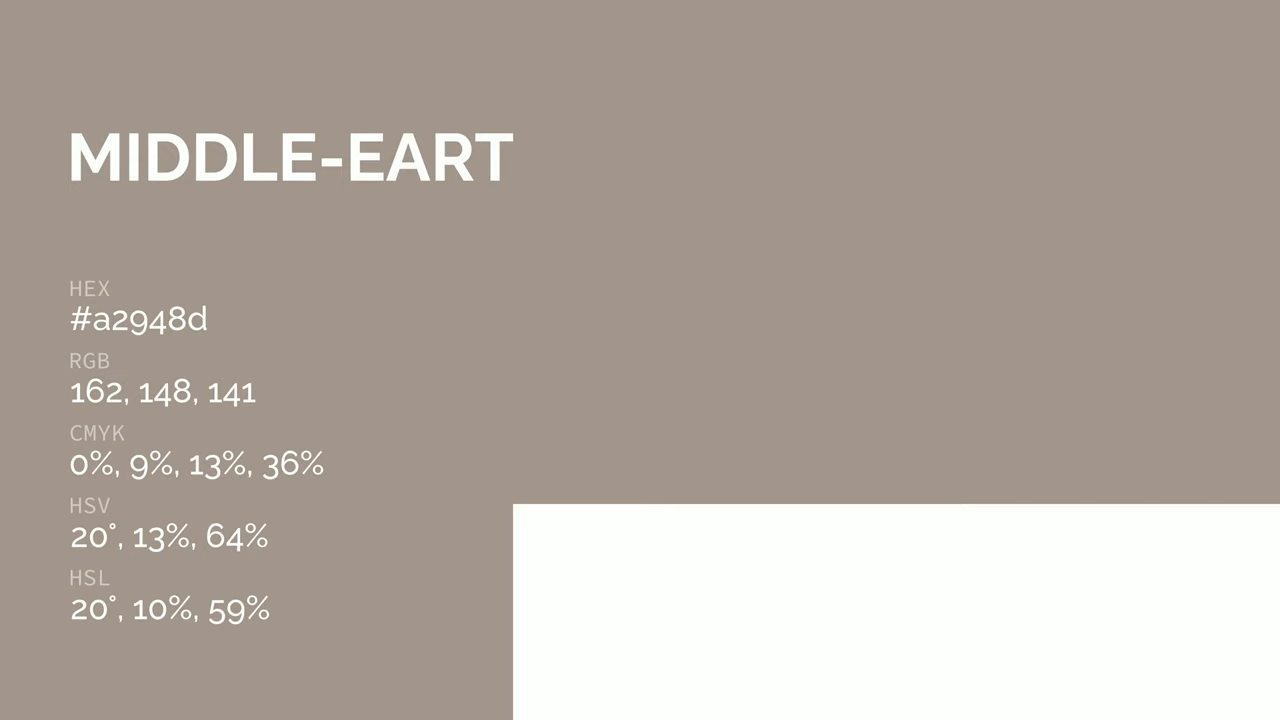 MIDDLE-EART
HEX
#a2948d
RGB
162, 148, 141
CMYK
0%, 9%, 13%, 36%
HSV
20°, 13%, 64%
HSL
20°, 10%, 59%